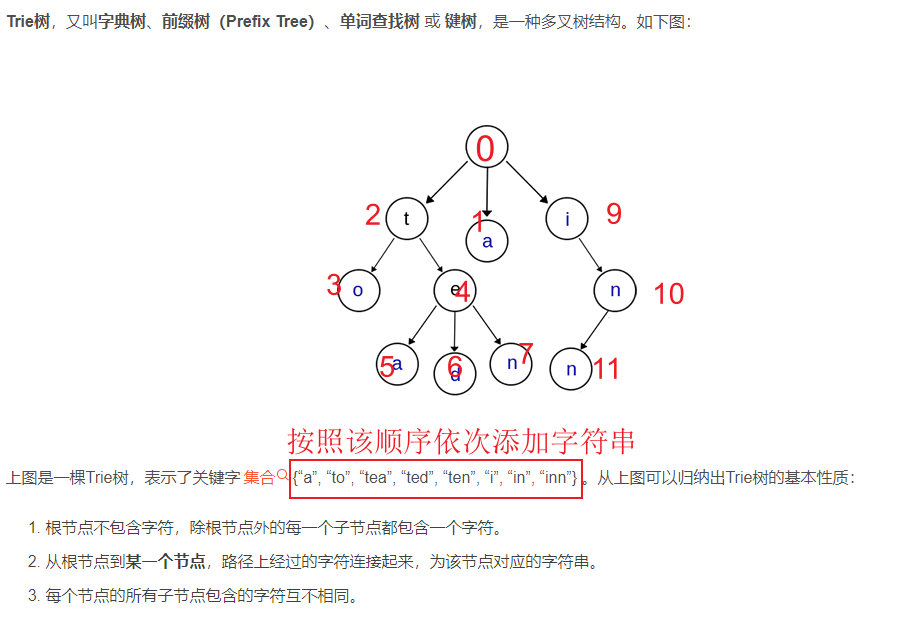 Trie树，又叫字典树、前缀树（Prefix Tree）、单词查找树 或 键树，是一种多叉树结构。如下图：
0
2 t 1 a i 9
3 o e 4 n 10
5 a 6 d n 7 n 11
按照该顺序依次添加字符串
上图是一棵Trie树，表示了关键字 集合 {“a”, “to”, “tea”, “ted”, “ten”, “i”, “in”, “inn”} 。从上图可以归纳出Trie树的基本性质：
1. 根节点不包含字符，除根节点外的每一个子节点都包含一个字符。
2. 从根节点到某一个节点，路径上经过的字符连接起来，为该节点对应的字符串。
3. 每个节点的所有子节点包含的字符互不相同。